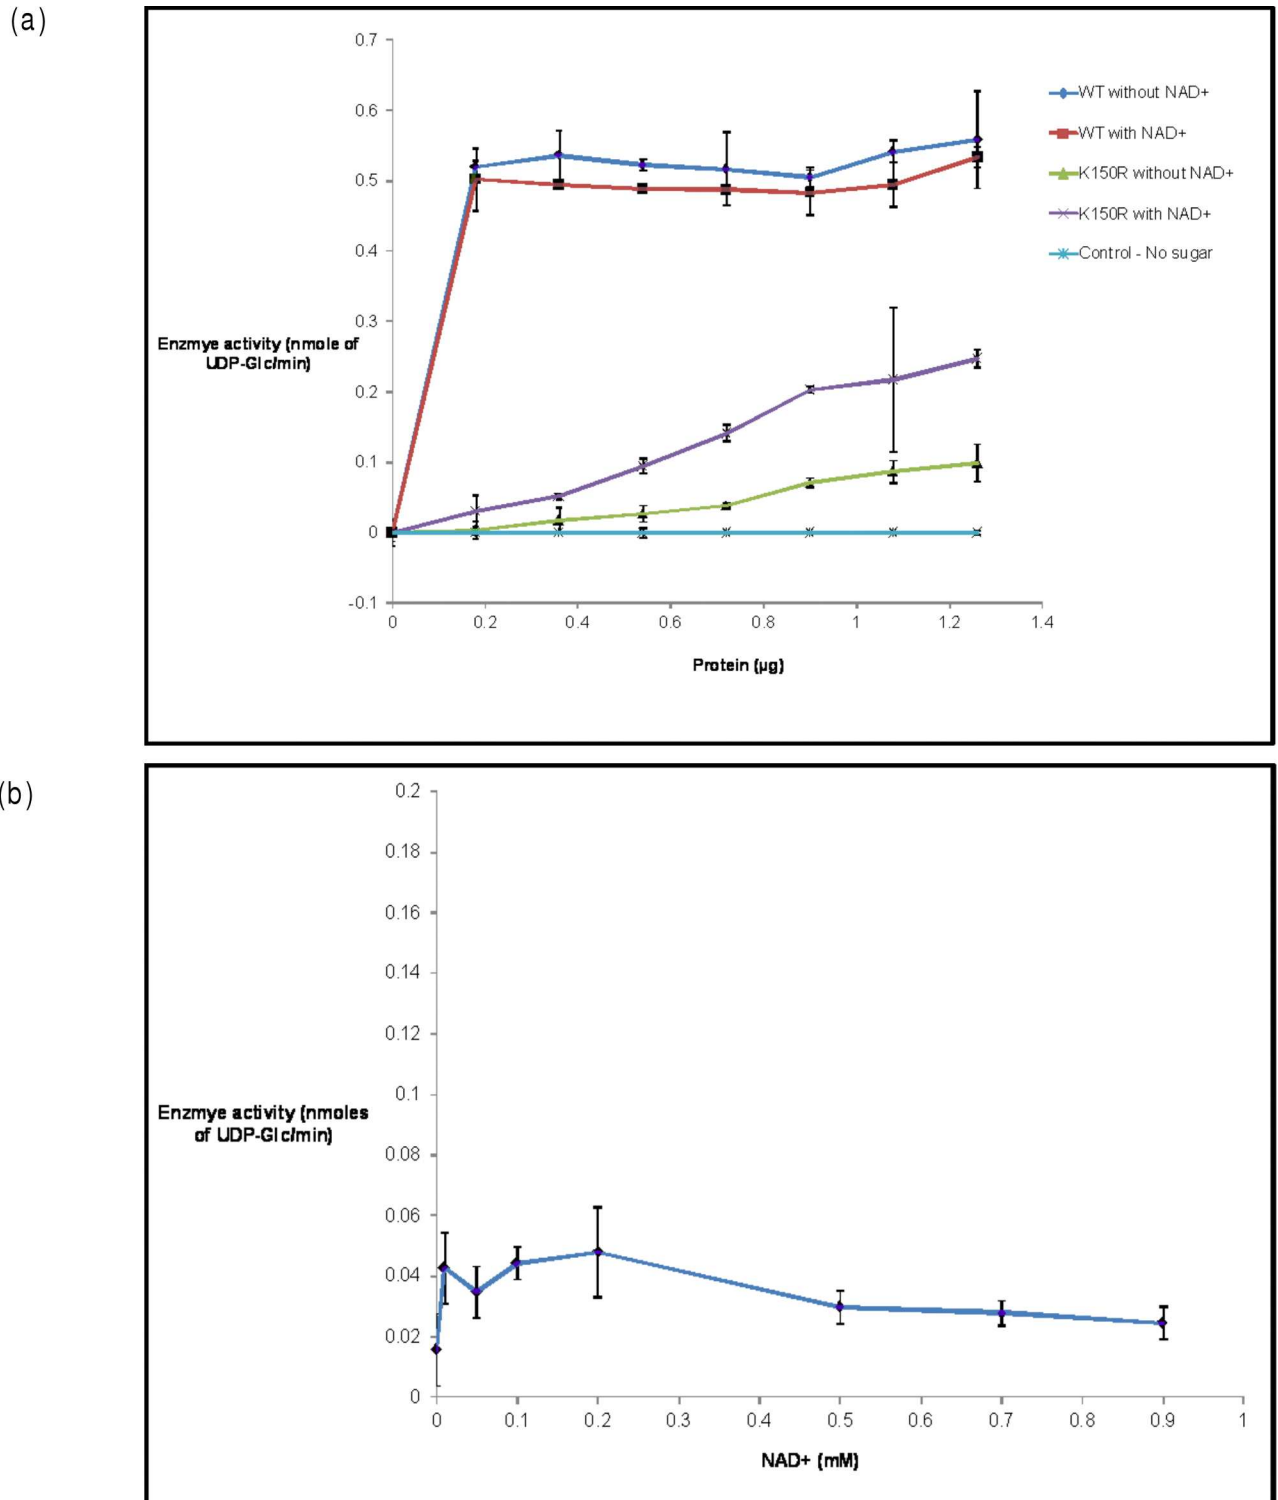 (a)
0.7
0.6
0.5
0.4
0.3
0.2
0.1
0
-0.1
Enzmye activity (nmole of
UDP-Glc/min)
0 0.2 0.4 0.6 0.8 1 1.2 1.4
Protein (µg)
WT without NAD+
WT with NAD+
K150R without NAD+
K150R with NAD+
Control - No sugar
(b)
0.2
0.18
0.16
0.14
0.12
0.1
0.08
0.06
0.04
0.02
0
Enzmye activity (nmoles
of UDP-Glc/min)
0 0.1 0.2 0.3 0.4 0.5 0.6 0.7 0.8 0.9 1
NAD+ (mM)